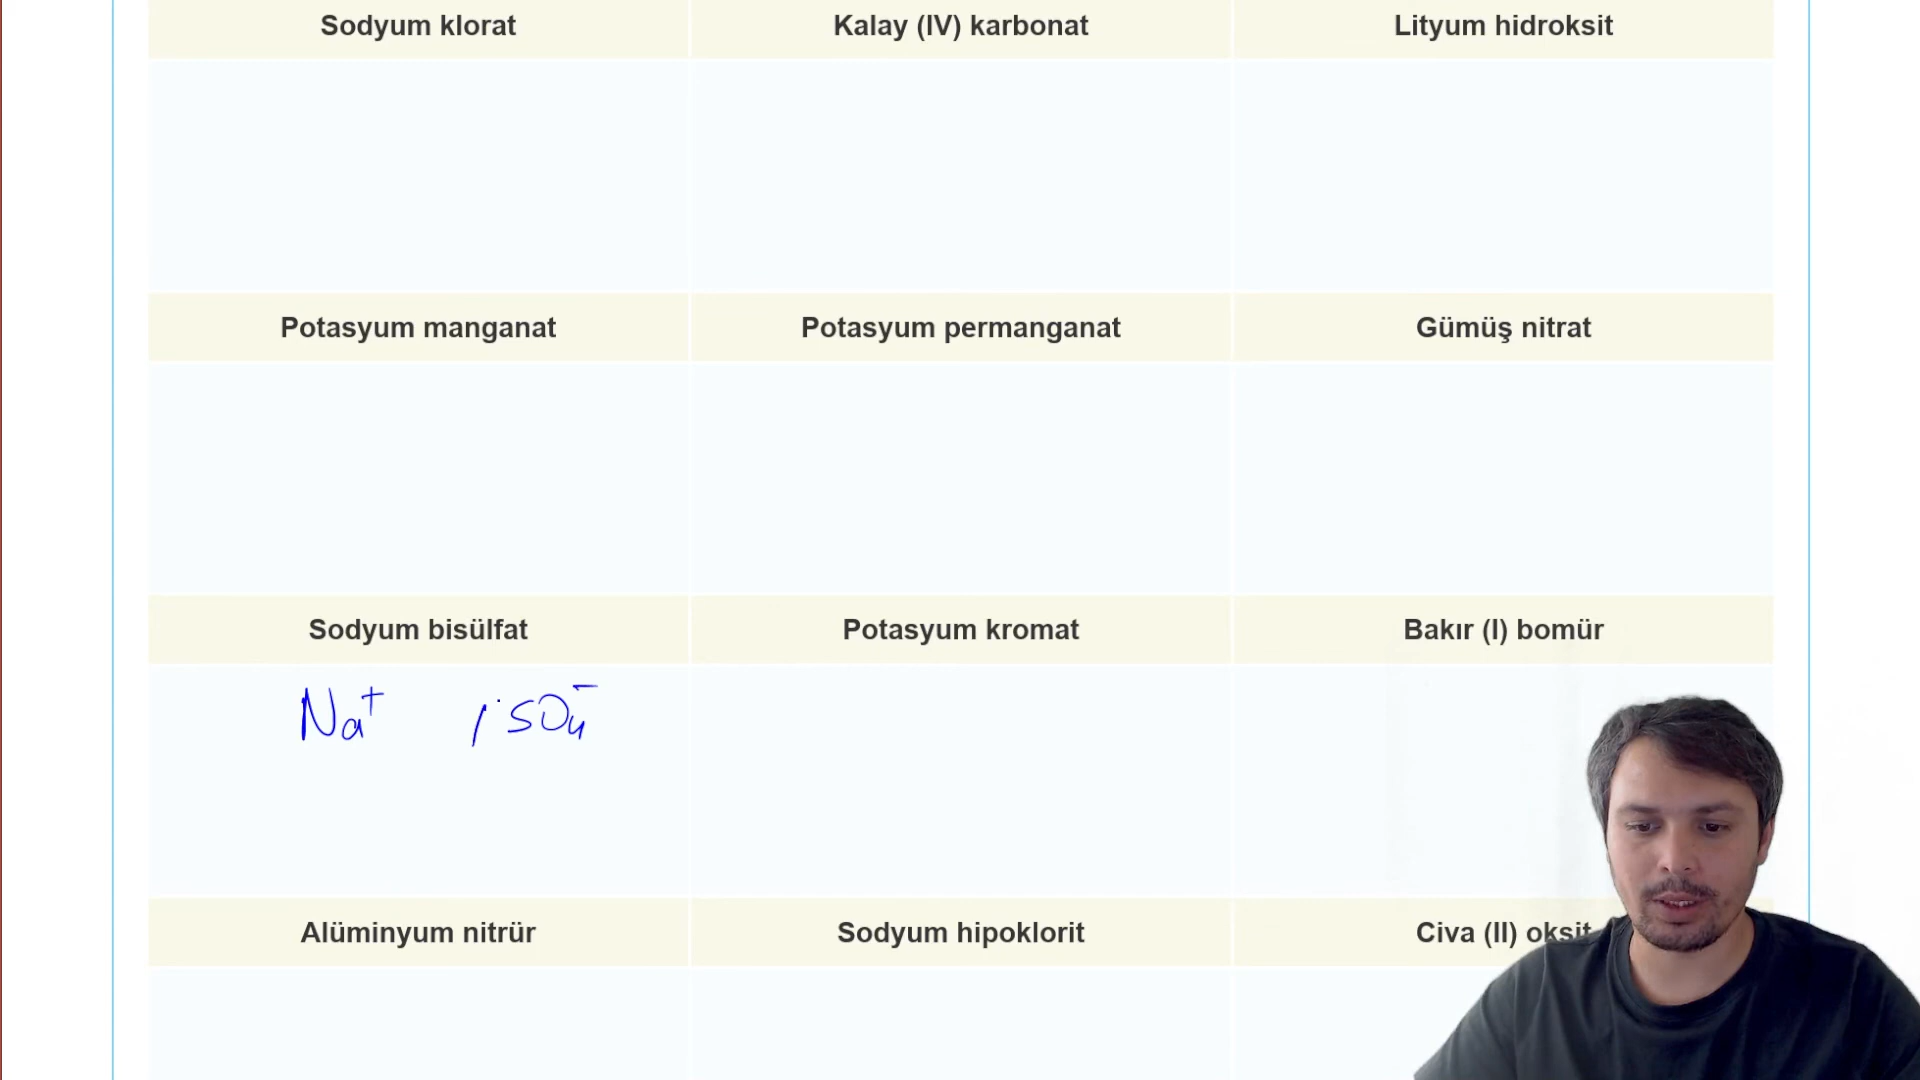 Sodyum klorat Kalay (IV) karbonat Lityum hidroksit
Potasyum manganat Potasyum permanganat Gümüş nitrat
Sodyum bisülfat Potasyum kromat Bakır (I) bomür
Na⁺ SO₄⁻
Alüminyum nitrür Sodyum hipoklorit Civa (II) oksit